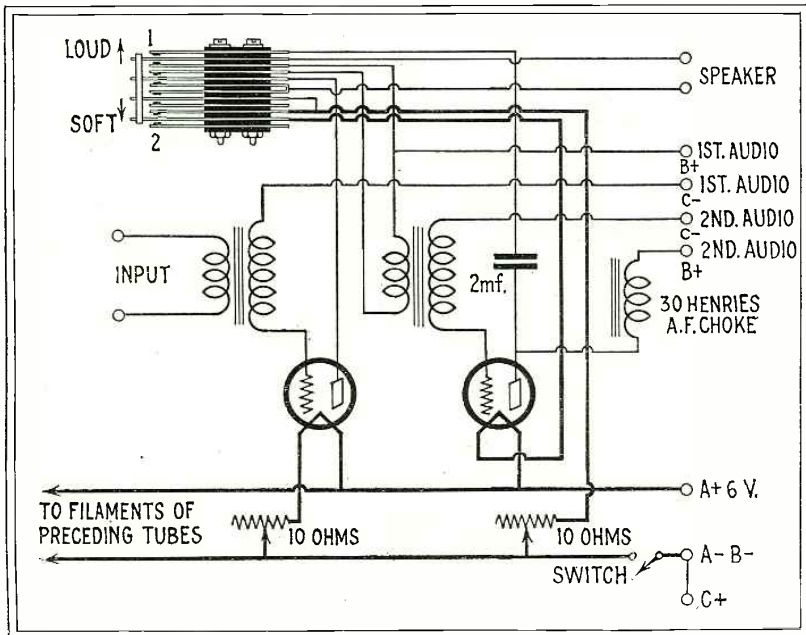 1
LOUD
SOFT
2
SPEAKER
1ST. AUDIO
B+
1ST. AUDIO
C-
2ND. AUDIO
C-
2ND. AUDIO
B+
INPUT
2mf.
30 HENRIES
A.F. CHOKE
A+ 6 V.
TO FILAMENTS OF
PRECEDING TUBES
10 OHMS
10 OHMS
SWITCH
A- B-
C+